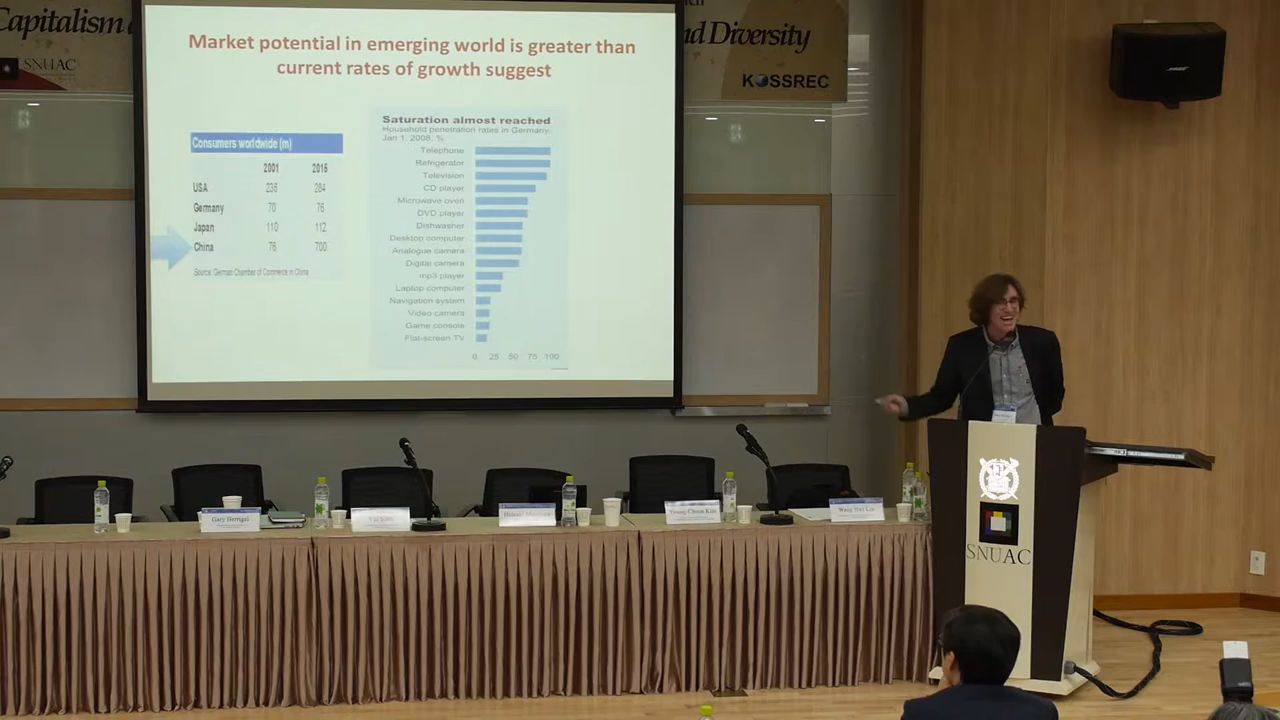 Capitalism
SNUAC
nd Diversity
KOSSREC
BOSE
Market potential in emerging world is greater than
current rates of growth suggest
Consumers worldwide (m)
2001 2015
USA 236 284
Germany 70 76
Japan 110 112
China 76 700
Source: German Chamber of Commerce in China
Saturation almost reached
Household penetration rates in Germany,
Jan 1, 2008, %
Telephone
Refrigerator
Television
CD player
Microwave oven
DVD player
Dishwasher
Desktop computer
Analogue camera
Digital camera
mp3 player
Laptop computer
Navigation system
Video camera
Game console
Flat-screen TV
0 25 50 75 100
SNUAC